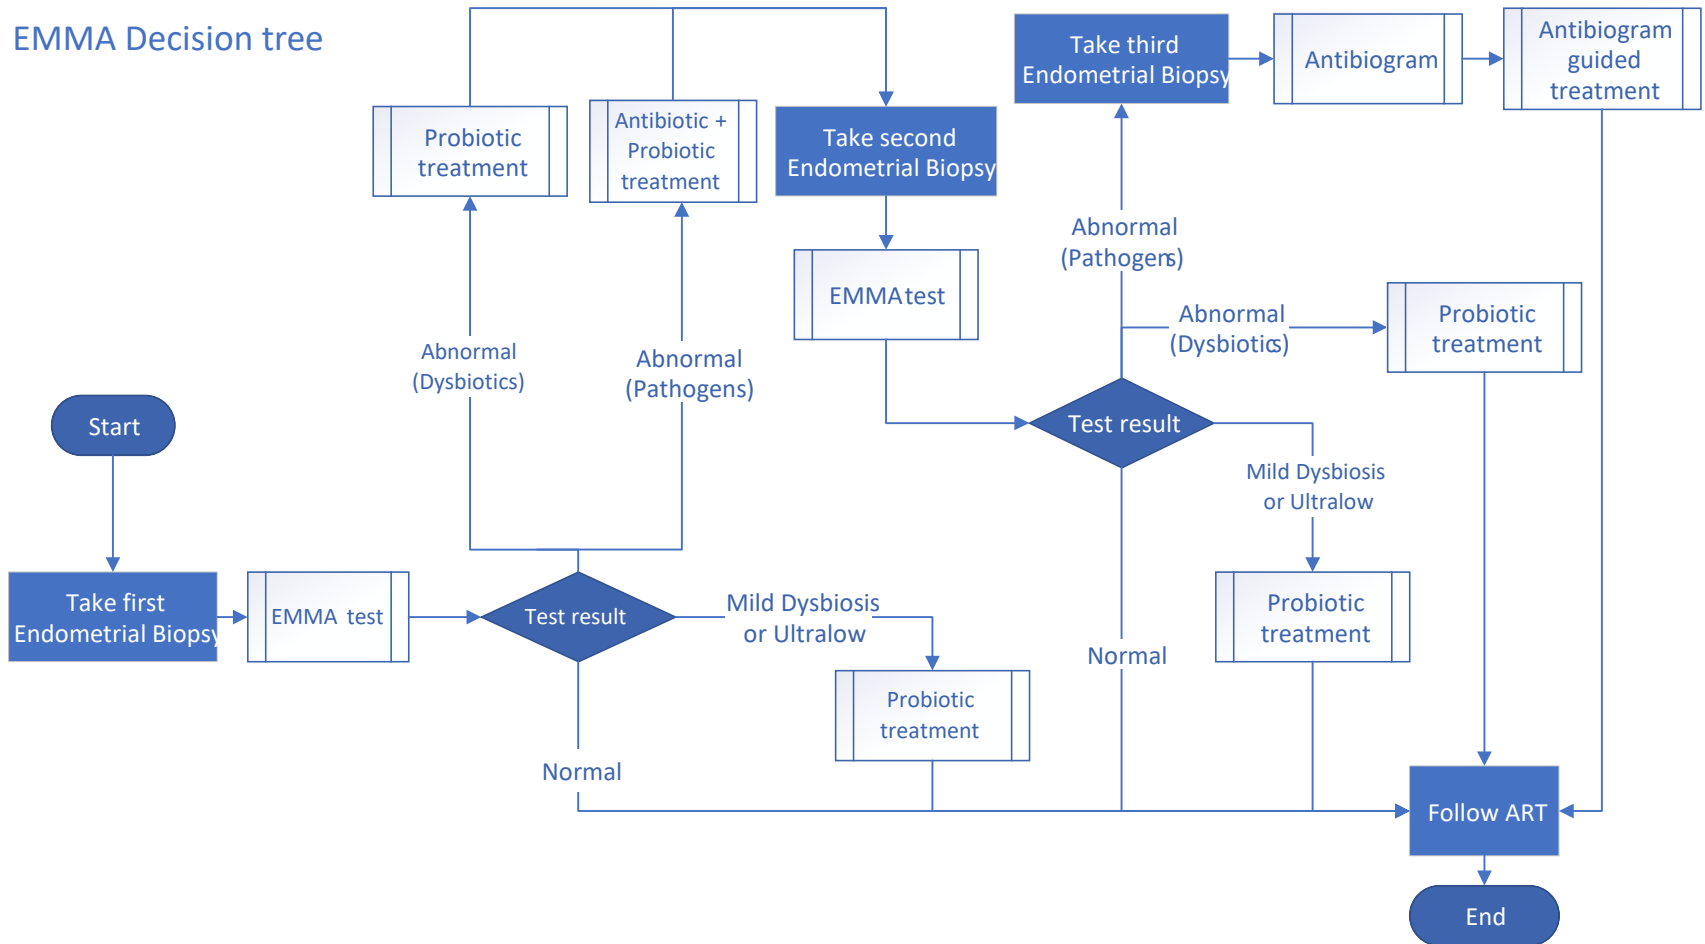 EMMA Decision tree
Probiotic
treatment
Antibiotic +
Probiotic
treatment
Take second
Endometrial Biopsy
Take third
Endometrial Biopsy
Antibiogram
Antibiogram
guided
treatment
EMMA test
Abnormal
(Pathogens)
Abnormal
(Dysbiotics)
Probiotic
treatment
Abnormal
(Dysbiotics)
Abnormal
(Pathogens)
Start
Test result
Mild Dysbiosis
or Ultralow
Take first
Endometrial Biopsy
EMMA test
Test result
Mild Dysbiosis
or Ultralow
Probiotic
treatment
Normal
Probiotic
treatment
Normal
Follow ART
End